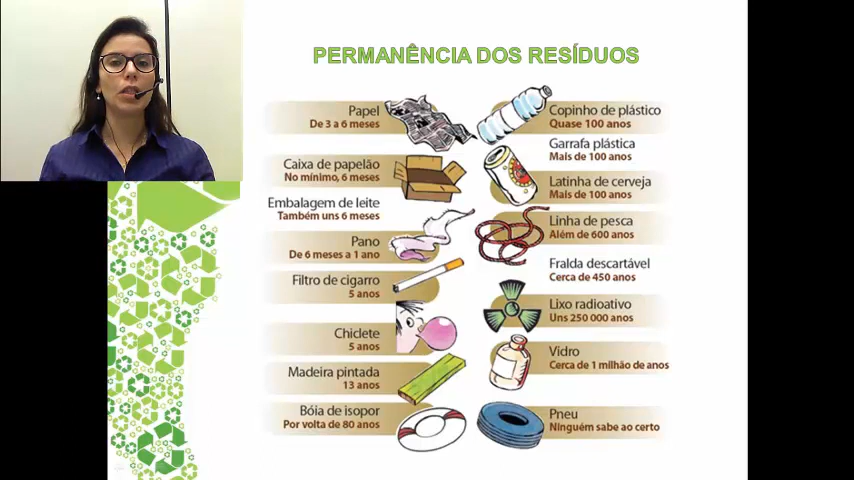 PERMANÊNCIA DOS RESÍDUOS
Papel
De 3 a 6 meses
Caixa de papelão
No mínimo, 6 meses
Embalagem de leite
Também uns 6 meses
Pano
De 6 meses a 1 ano
Filtro de cigarro
5 anos
Chiclete
5 anos
Madeira pintada
13 anos
Bóia de isopor
Por volta de 80 anos
Copinho de plástico
Quase 100 anos
Garrafa plástica
Mais de 100 anos
Latinha de cerveja
Mais de 100 anos
Linha de pesca
Além de 600 anos
Fralda descartável
Cerca de 450 anos
Lixo radioativo
Uns 250 000 anos
Vidro
Cerca de 1 milhão de anos
Pneu
Ninguém sabe ao certo